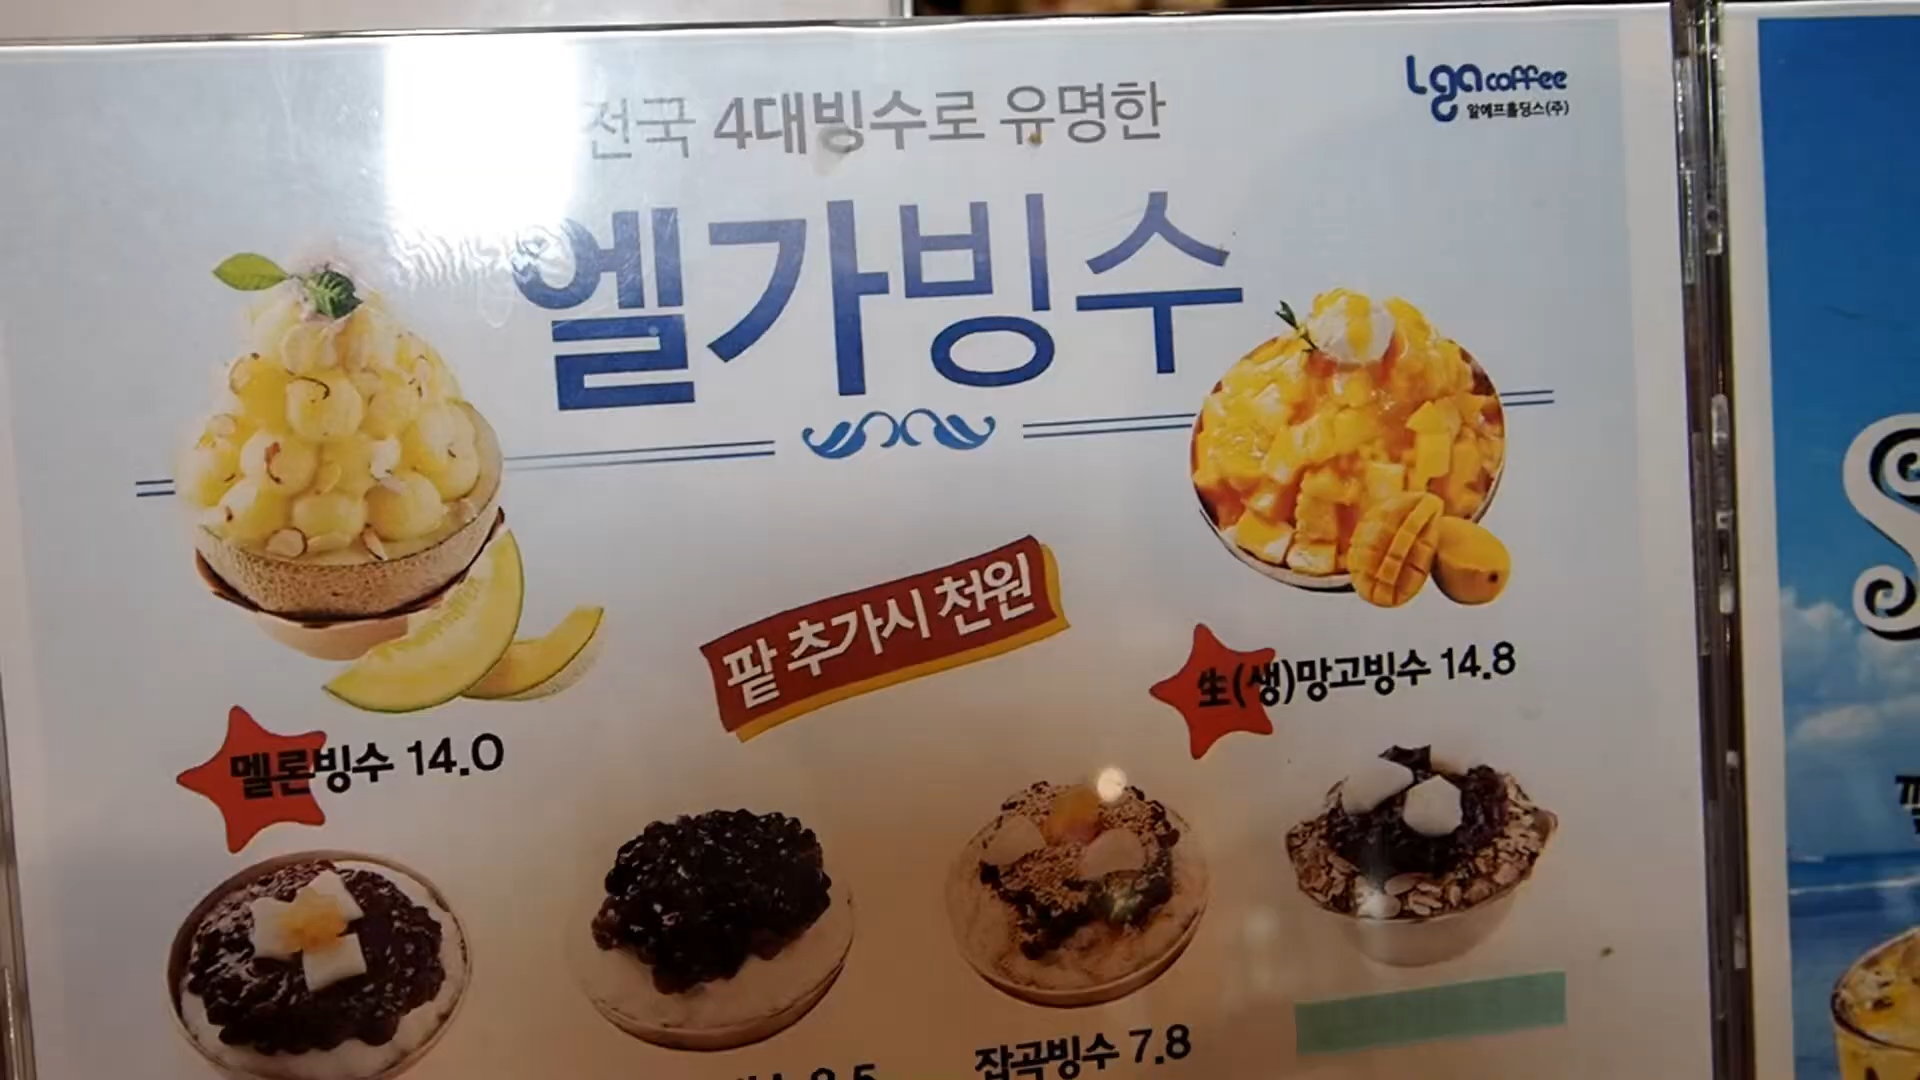 전국 4대빙수로 유명한
Lga coffee
알에프홀딩스(주)
엘가빙수
팥 추가시 천원
生(생)망고빙수 14.8
멜론빙수 14.0
잡곡빙수 7.8